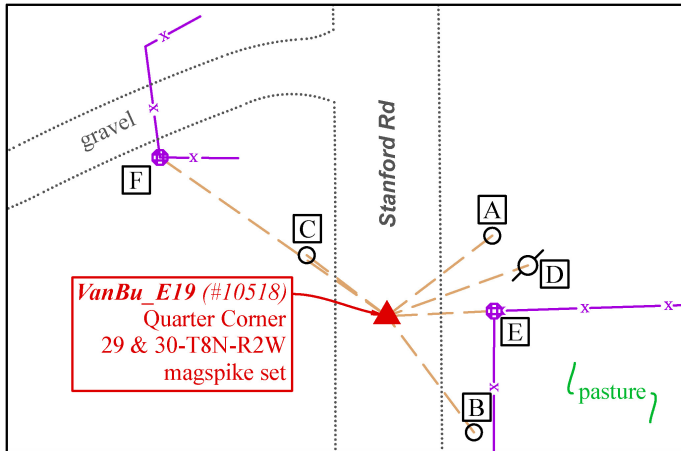 x
x
gravel
x
F
Stanford Rd
A
C
D
VanBu_E19 (#10518)
Quarter Corner
29 & 30-T8N-R2W
magspike set
x
x
x
E
x
B
pasture